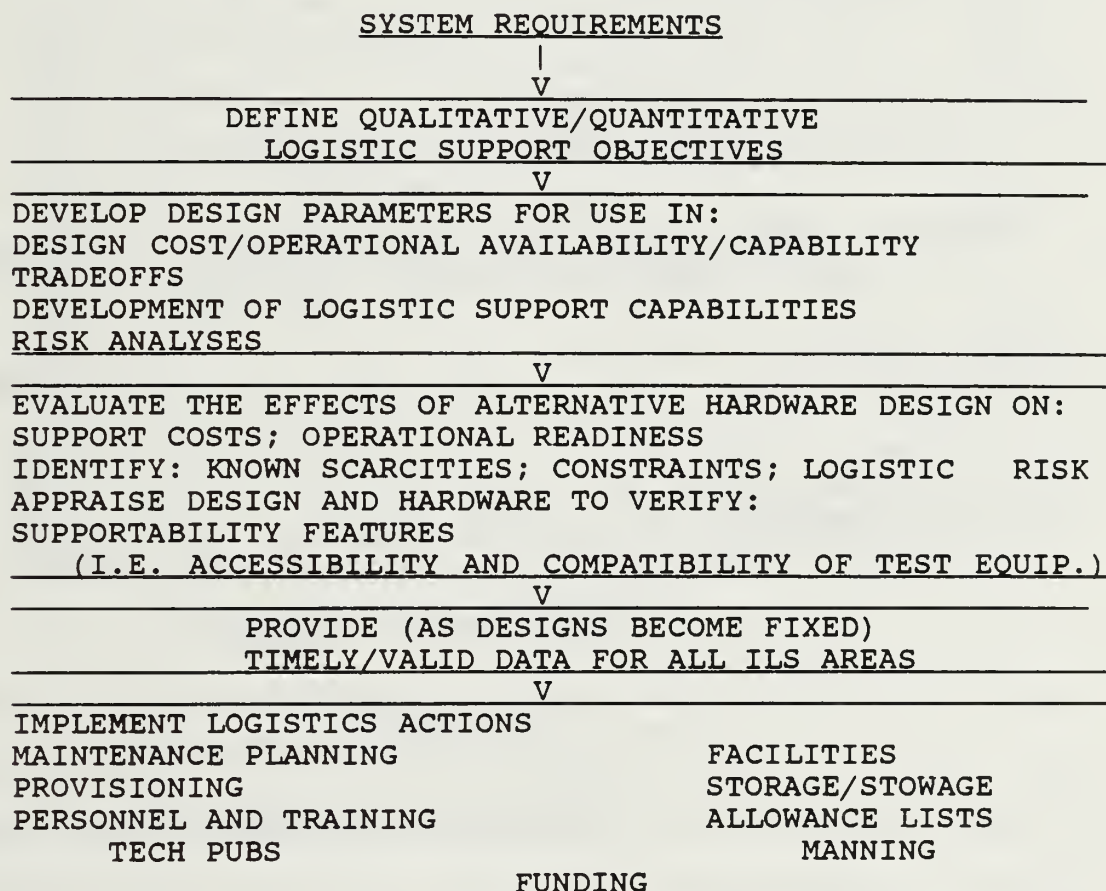 SYSTEM REQUIREMENTS
|
V
DEFINE QUALITATIVE/QUANTITATIVE
LOGISTIC SUPPORT OBJECTIVES
V
DEVELOP DESIGN PARAMETERS FOR USE IN:
DESIGN COST/OPERATIONAL AVAILABILITY/CAPABILITY
TRADEOFFS
DEVELOPMENT OF LOGISTIC SUPPORT CAPABILITIES
RISK ANALYSES
V
EVALUATE THE EFFECTS OF ALTERNATIVE HARDWARE DESIGN ON:
SUPPORT COSTS; OPERATIONAL READINESS
IDENTIFY: KNOWN SCARCITIES; CONSTRAINTS; LOGISTIC RISK
APPRAISE DESIGN AND HARDWARE TO VERIFY:
SUPPORTABILITY FEATURES
(I.E. ACCESSIBILITY AND COMPATIBILITY OF TEST EQUIP.)
V
PROVIDE (AS DESIGNS BECOME FIXED)
TIMELY/VALID DATA FOR ALL ILS AREAS
V
IMPLEMENT LOGISTICS ACTIONS
MAINTENANCE PLANNING FACILITIES
PROVISIONING STORAGE/STOWAGE
PERSONNEL AND TRAINING ALLOWANCE LISTS
TECH PUBS MANNING
FUNDING